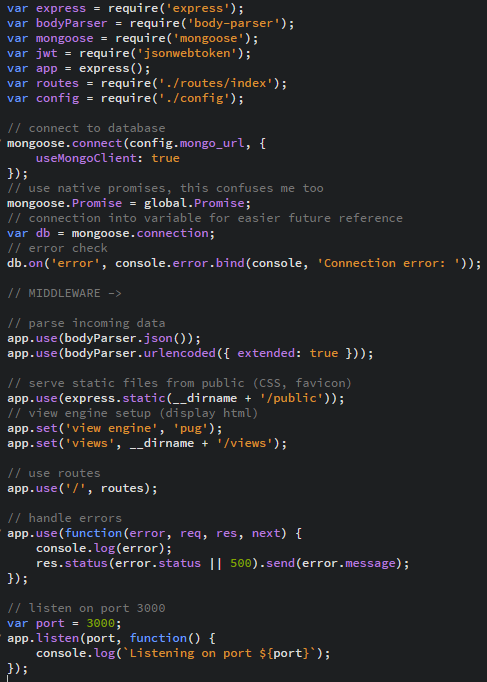 var express = require('express');
var bodyParser = require('body-parser');
var mongoose = require('mongoose');
var jwt = require('jsonwebtoken');
var app = express();
var routes = require('./routes/index');
var config = require('./config');

// connect to database
mongoose.connect(config.mongo_url, {
    useMongoClient: true
});
// use native promises, this confuses me too
mongoose.Promise = global.Promise;
// connection into variable for easier future reference
var db = mongoose.connection;
// error check
db.on('error', console.error.bind(console, 'Connection error: '));

// MIDDLEWARE ->

// parse incoming data
app.use(bodyParser.json());
app.use(bodyParser.urlencoded({ extended: true }));

// serve static files from public (CSS, favicon)
app.use(express.static(__dirname + '/public'));
// view engine setup (display html)
app.set('view engine', 'pug');
app.set('views', __dirname + '/views');

// use routes
app.use('/', routes);

// handle errors
app.use(function(error, req, res, next) {
    console.log(error);
    res.status(error.status || 500).send(error.message);
});

// listen on port 3000
var port = 3000;
app.listen(port, function() {
    console.log(`Listening on port ${port}`);
});